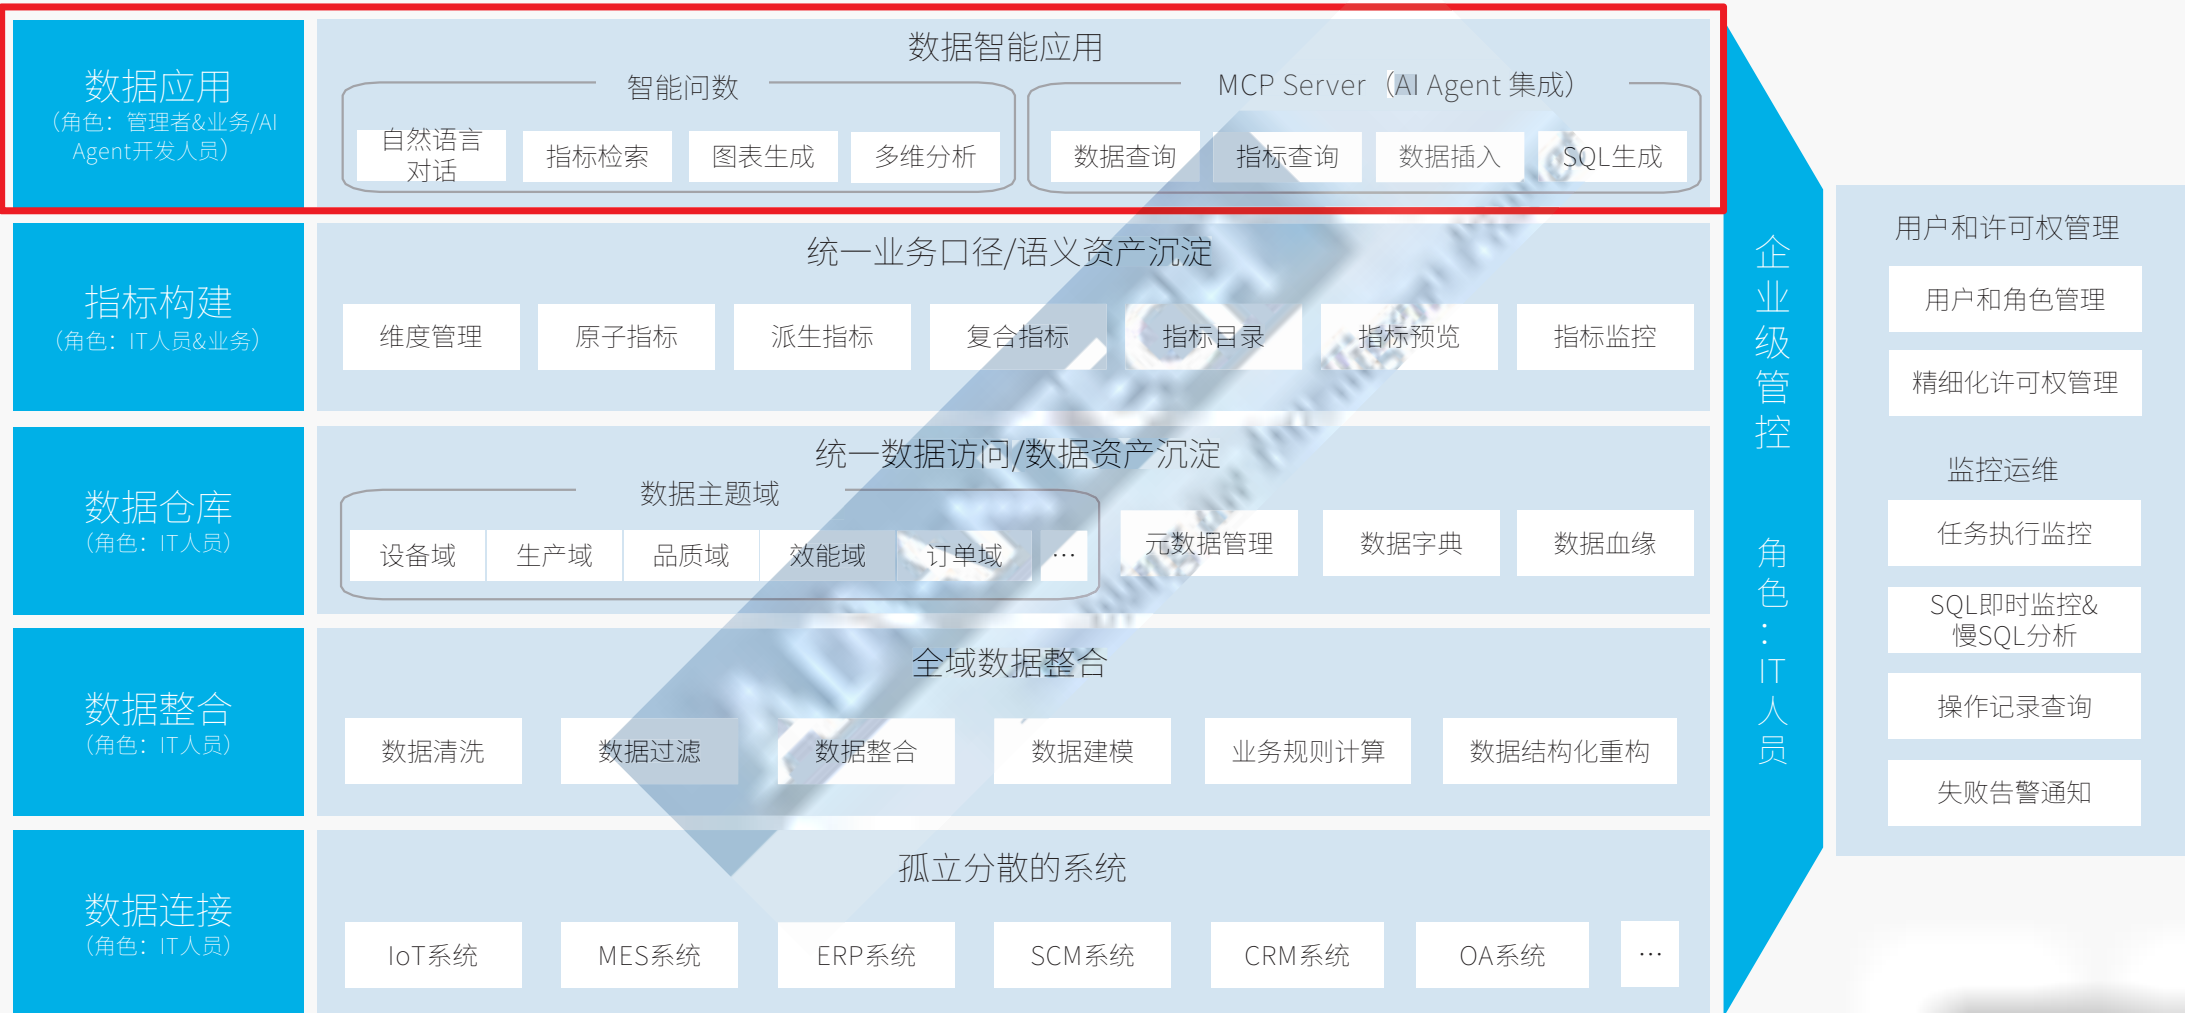 数据应用
（角色：管理者&业务/AI
Agent开发人员）
数据智能应用
智能问数
自然语言
对话
指标检索
图表生成
多维分析
MCP Server（AI Agent 集成）
数据查询
指标查询
数据插入
SQL生成
指标构建
（角色：IT人员&业务）
统一业务口径/语义资产沉淀
维度管理
原子指标
派生指标
复合指标
指标目录
指标预览
指标监控
数据仓库
（角色：IT人员）
统一数据访问/数据资产沉淀
数据主题域
设备域
生产域
品质域
效能域
订单域
…
元数据管理
数据字典
数据血缘
数据整合
（角色：IT人员）
全域数据整合
数据清洗
数据过滤
数据整合
数据建模
业务规则计算
数据结构化重构
数据连接
（角色：IT人员）
孤立分散的系统
IoT系统
MES系统
ERP系统
SCM系统
CRM系统
OA系统
…
企业级管控
角色：IT人员
用户和许可权管理
用户和角色管理
精细化许可权管理
监控运维
任务执行监控
SQL即时监控&
慢SQL分析
操作记录查询
失败告警通知
ADVANTECH